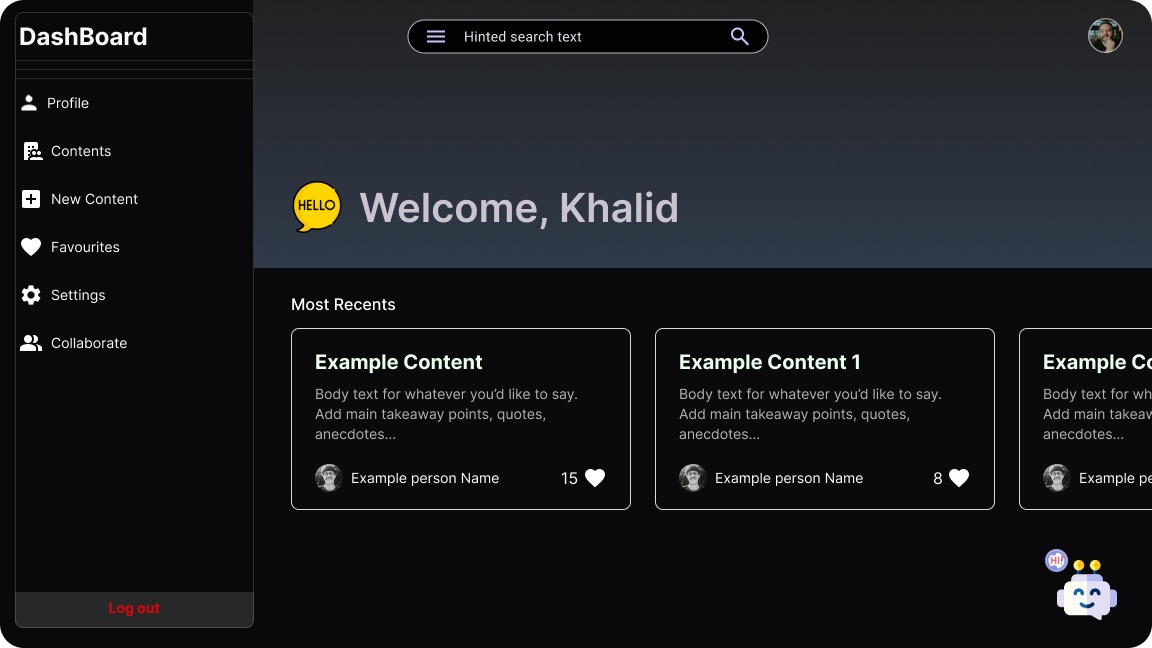 DashBoard
Hinted search text
Profile
Contents
New Content
Favourites
Settings
Collaborate
Log out
HELLO
Welcome, Khalid
Most Recents
Example Content
Body text for whatever you’d like to say.
Add main takeaway points, quotes,
anecdotes...
Example person Name
15
Example Content 1
Body text for whatever you’d like to say.
Add main takeaway points, quotes,
anecdotes...
Example person Name
8
Example Co
Body text for wh
Add main takeaw
anecdotes...
Example pe
HI!